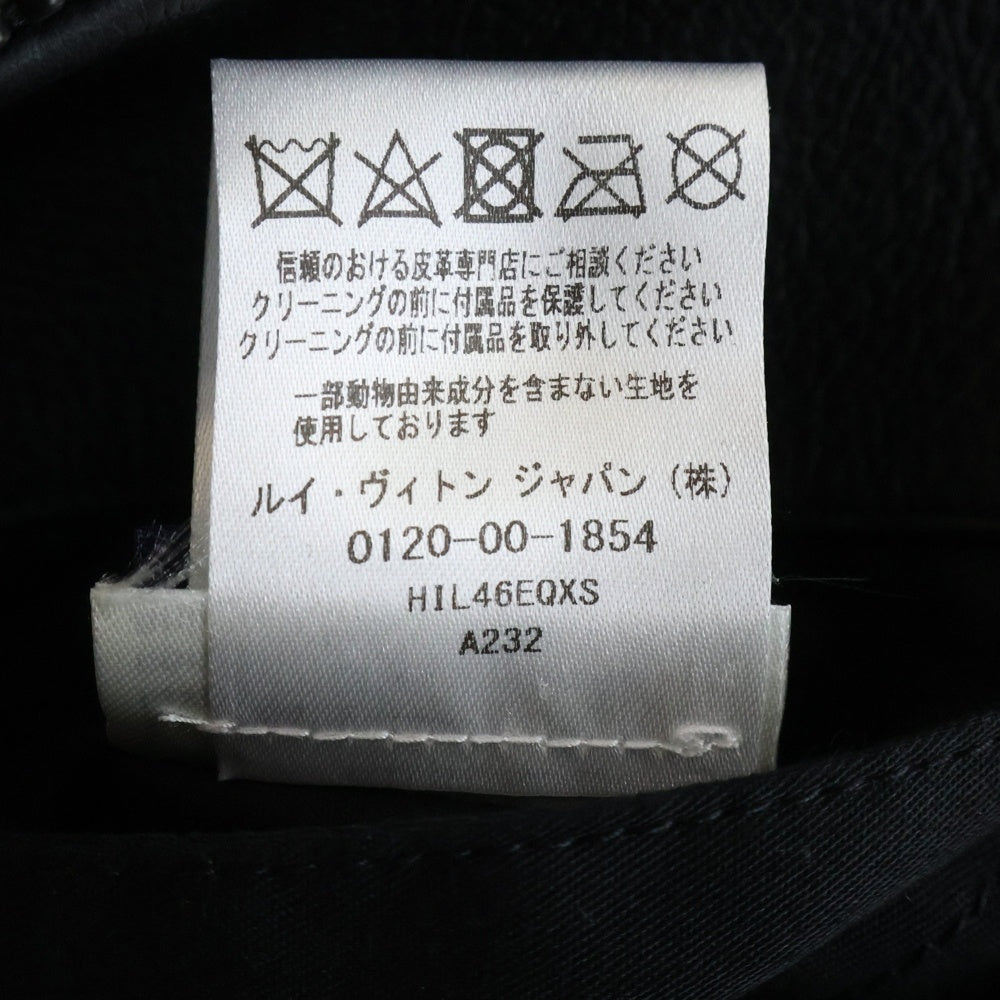 信頼のおける皮革専門店にご相談ください
クリーニングの前に付属品を保護してください
クリーニングの前に付属品を取り外してください
一部動物由来成分を含まない生地を
使用しております
ルイ・ヴィトン ジャパン (株)
0120-00-1854
HIL46EQXS
A232